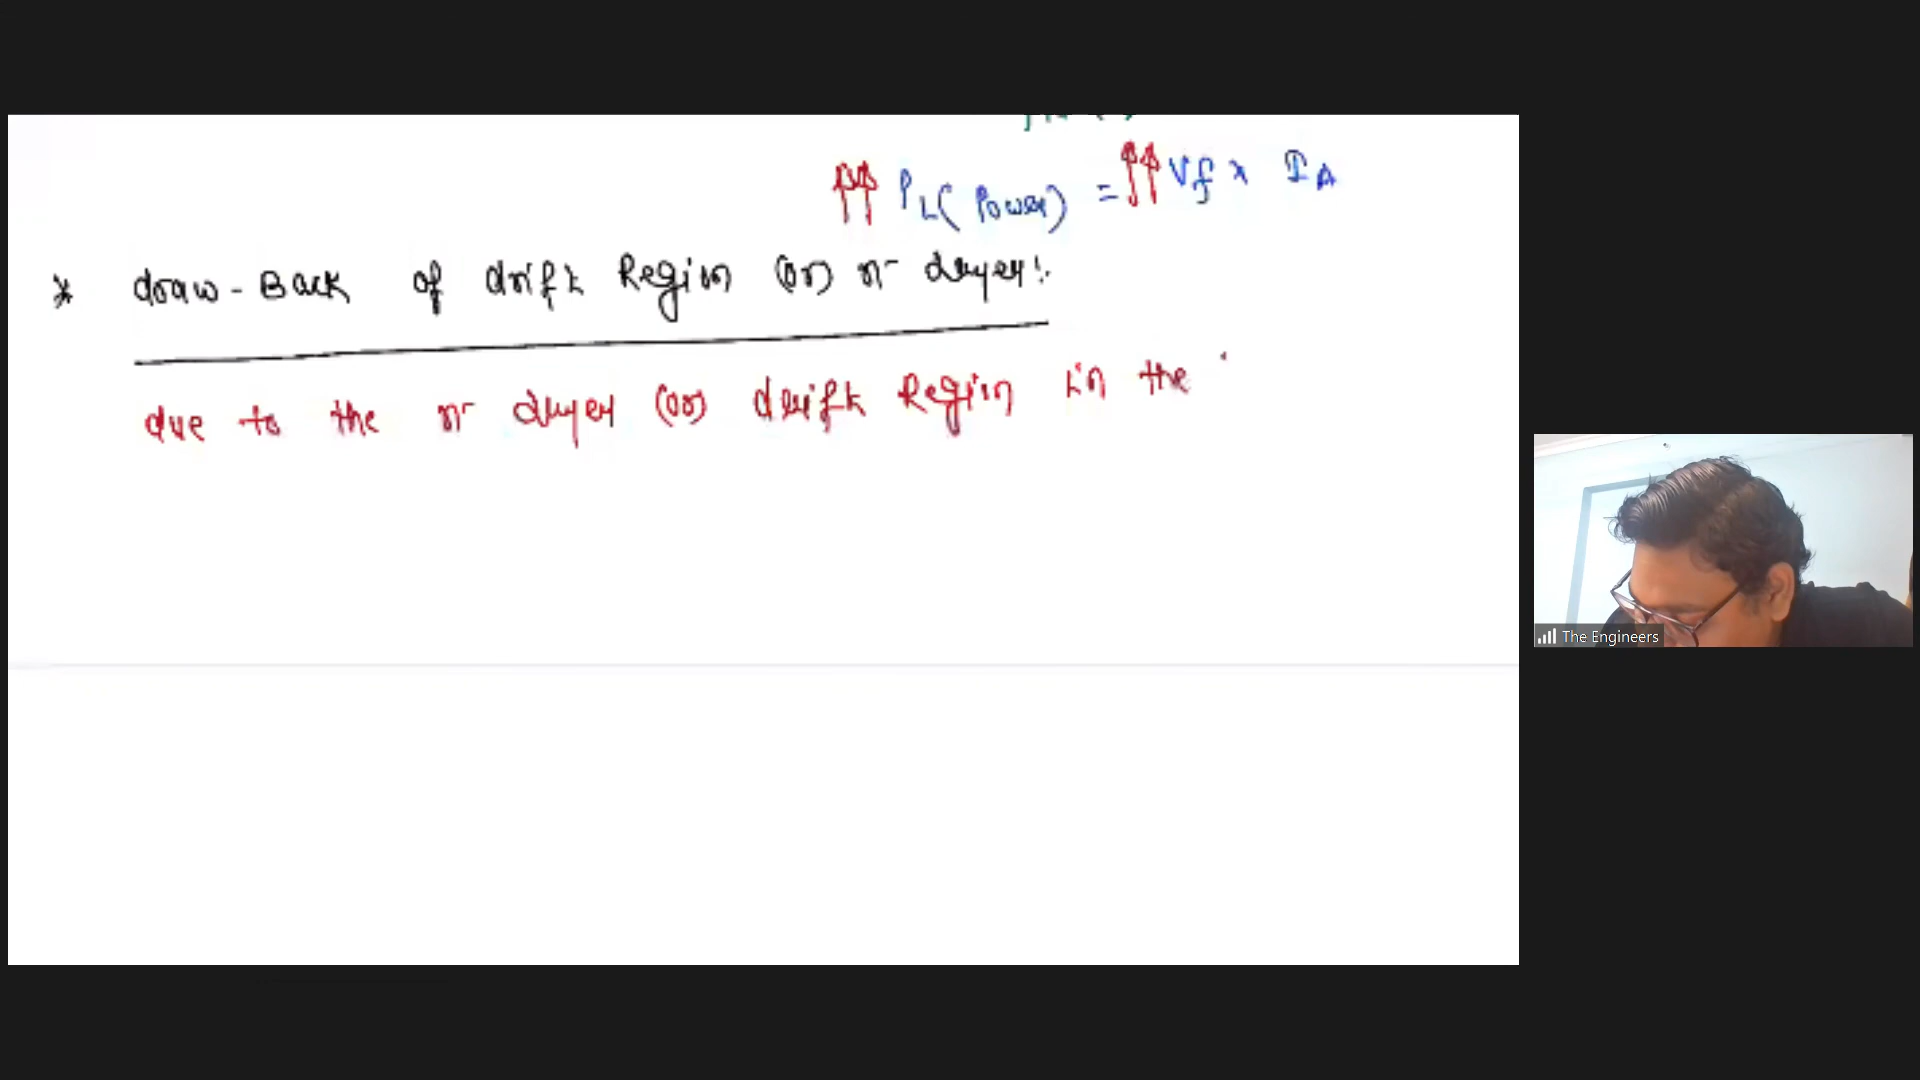 ↑↑ PL(Power) = ↑↑ Vf x IA
* draw-Back of drift Region (or) n⁻ layer:.
due to the n⁻ layer (or) drift Region in the
The Engineers